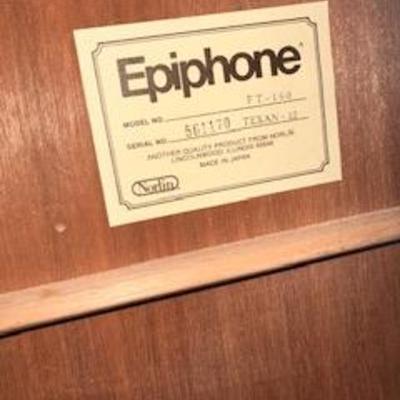 Epiphone
MODEL NO. FT-160
SERIAL NO. 561170 TEXAN-12
ANOTHER QUALITY PRODUCT FROM NORLIN
LINCOLNWOOD ILLINOIS 60646
MADE IN JAPAN
Norlin